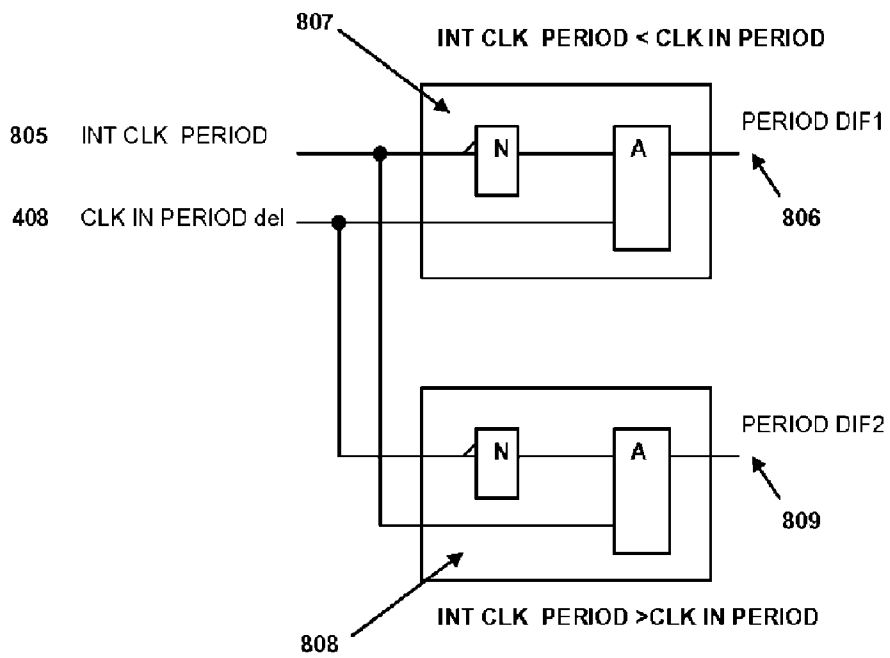 807
INT CLK PERIOD < CLK IN PERIOD
805 INT CLK PERIOD
N
A
PERIOD DIF1
408 CLK IN PERIOD del
806
N
A
PERIOD DIF2
809
808
INT CLK PERIOD >CLK IN PERIOD